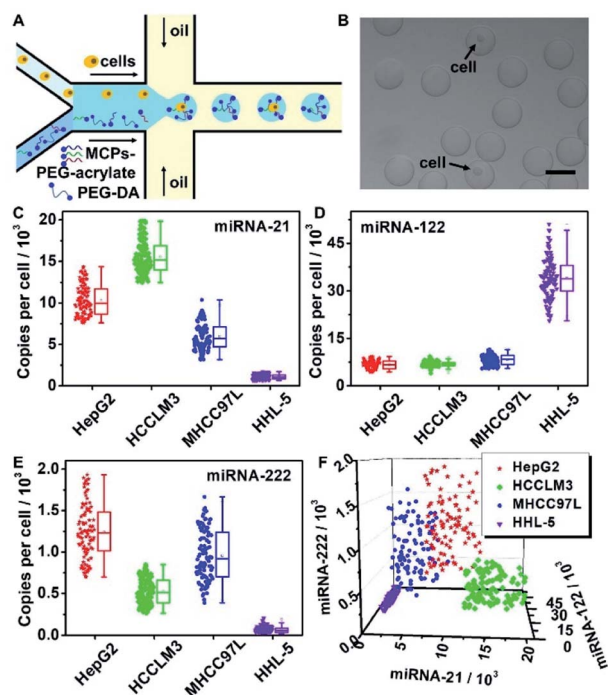 A
oil
cells
MCPs-
PEG-acrylate
PEG-DA
oil
B
cell
cell
C
miRNA-21
Copies per cell / 10³
20
15
10
5
0
HepG2
HCCLM3
MHCC97L
HHL-5
D
miRNA-122
Copies per cell / 10³
45
30
15
0
HepG2
HCCLM3
MHCC97L
HHL-5
E
miRNA-222
Copies per cell / 10³
2.0
1.5
1.0
0.5
0.0
HepG2
HCCLM3
MHCC97L
HHL-5
F
HepG2
HCCLM3
MHCC97L
HHL-5
miRNA-222 / 10³
2.0
1.5
1.0
0.5
0.0
5
10
15
20
miRNA-21 / 10³
45
30
15
0
miRNA-122 / 10³